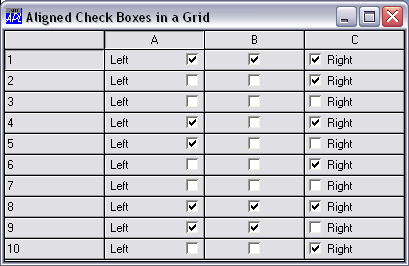 APL Aligned Check Boxes in a Grid
A B C
1 Left Right
2 Left Right
3 Left Right
4 Left Right
5 Left Right
6 Left Right
7 Left Right
8 Left Right
9 Left Right
10 Left Right